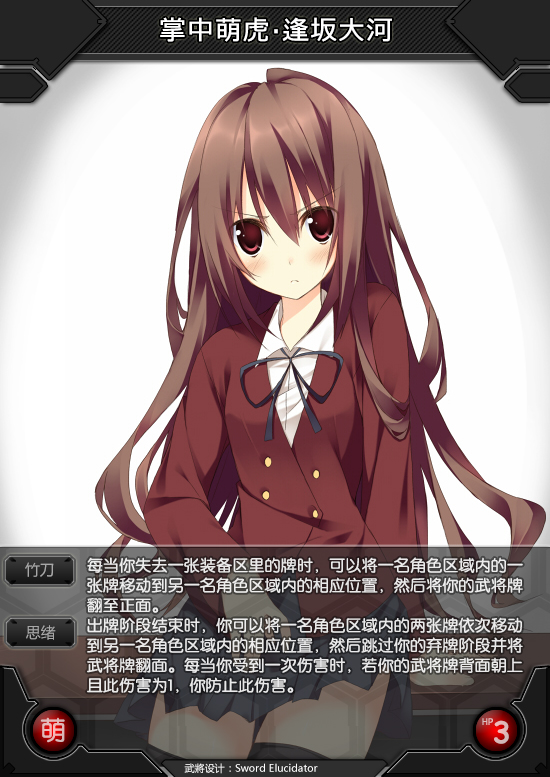 掌中萌虎·逢坂大河
竹刀
每当你失去一张装备区里的牌时，可以将一名角色区域内的一
张牌移动到另一名角色区域内的相应位置，然后将你的武将牌
翻至正面。
思绪
出牌阶段结束时，你可以将一名角色区域内的两张牌依次移动
到另一名角色区域内的相应位置，然后跳过你的弃牌阶段并将
武将牌翻面。每当你受到一次伤害时，若你的武将牌背面朝上
且此伤害为1，你防止此伤害。
萌
HP 3
武将设计：Sword Elucidator